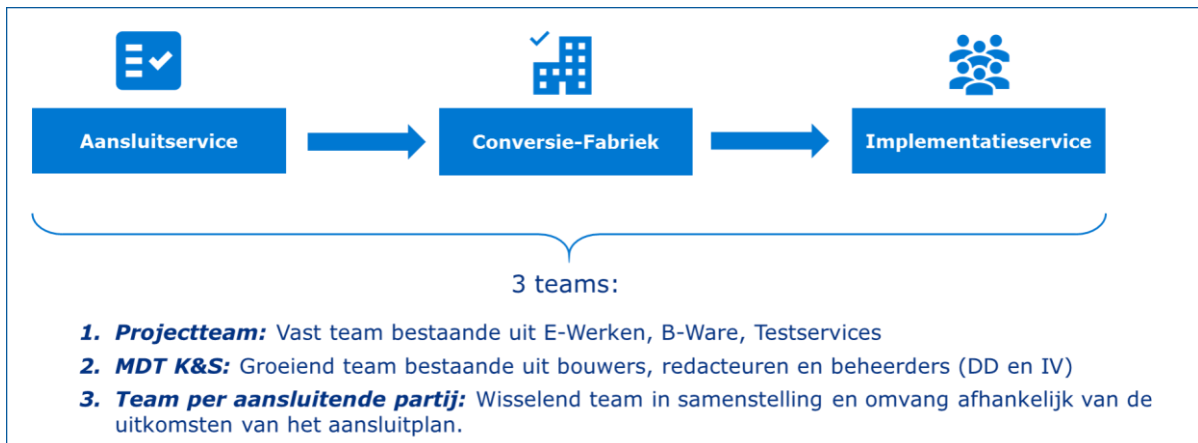 Aansluitservice
Conversie-Fabriek
Implementatieservice
3 teams:
1. Projectteam: Vast team bestaande uit E-Werken, B-Ware, Testservices
2. MDT K&S: Groeiend team bestaande uit bouwers, redacteuren en beheerders (DD en IV)
3. Team per aansluitende partij: Wisselend team in samenstelling en omvang afhankelijk van de
uitkomsten van het aansluitplan.